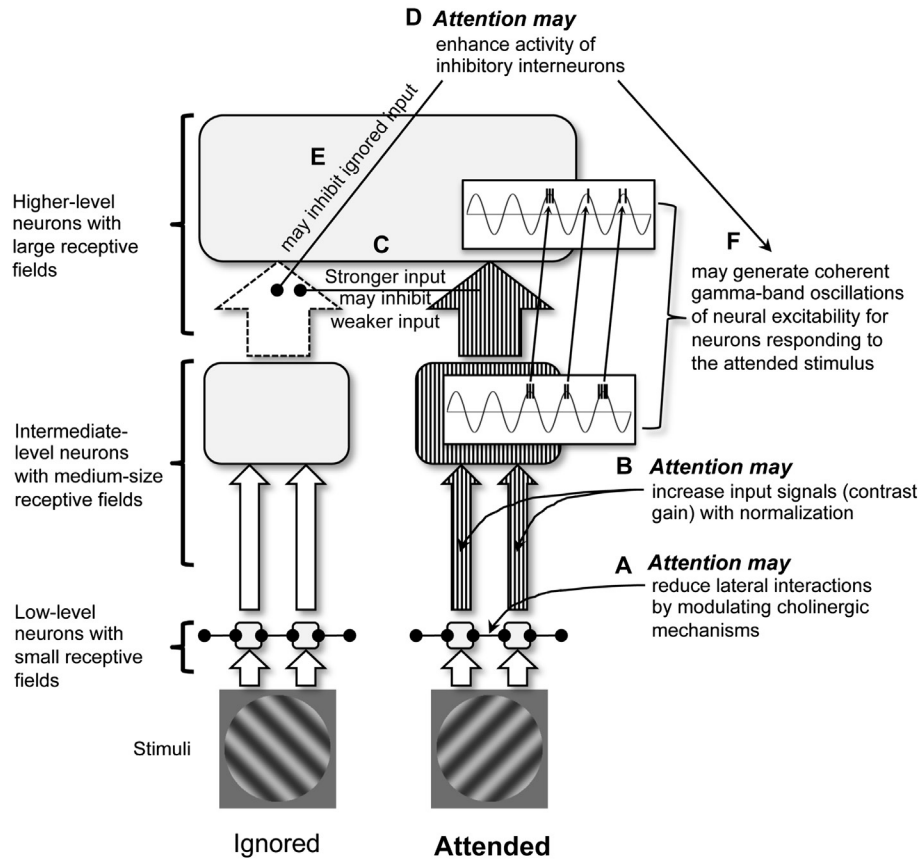 D Attention may
enhance activity of
inhibitory interneurons
E
may inhibit ignored input
Higher-level
neurons with
large receptive
fields
C
Stronger input
may inhibit
weaker input
F
may generate coherent
gamma-band oscillations
of neural excitability for
neurons responding to
the attended stimulus
Intermediate-
level neurons
with medium-size
receptive fields
B Attention may
increase input signals (contrast
gain) with normalization
A Attention may
reduce lateral interactions
by modulating cholinergic
mechanisms
Low-level
neurons with
small receptive
fields
Stimuli
Ignored
Attended